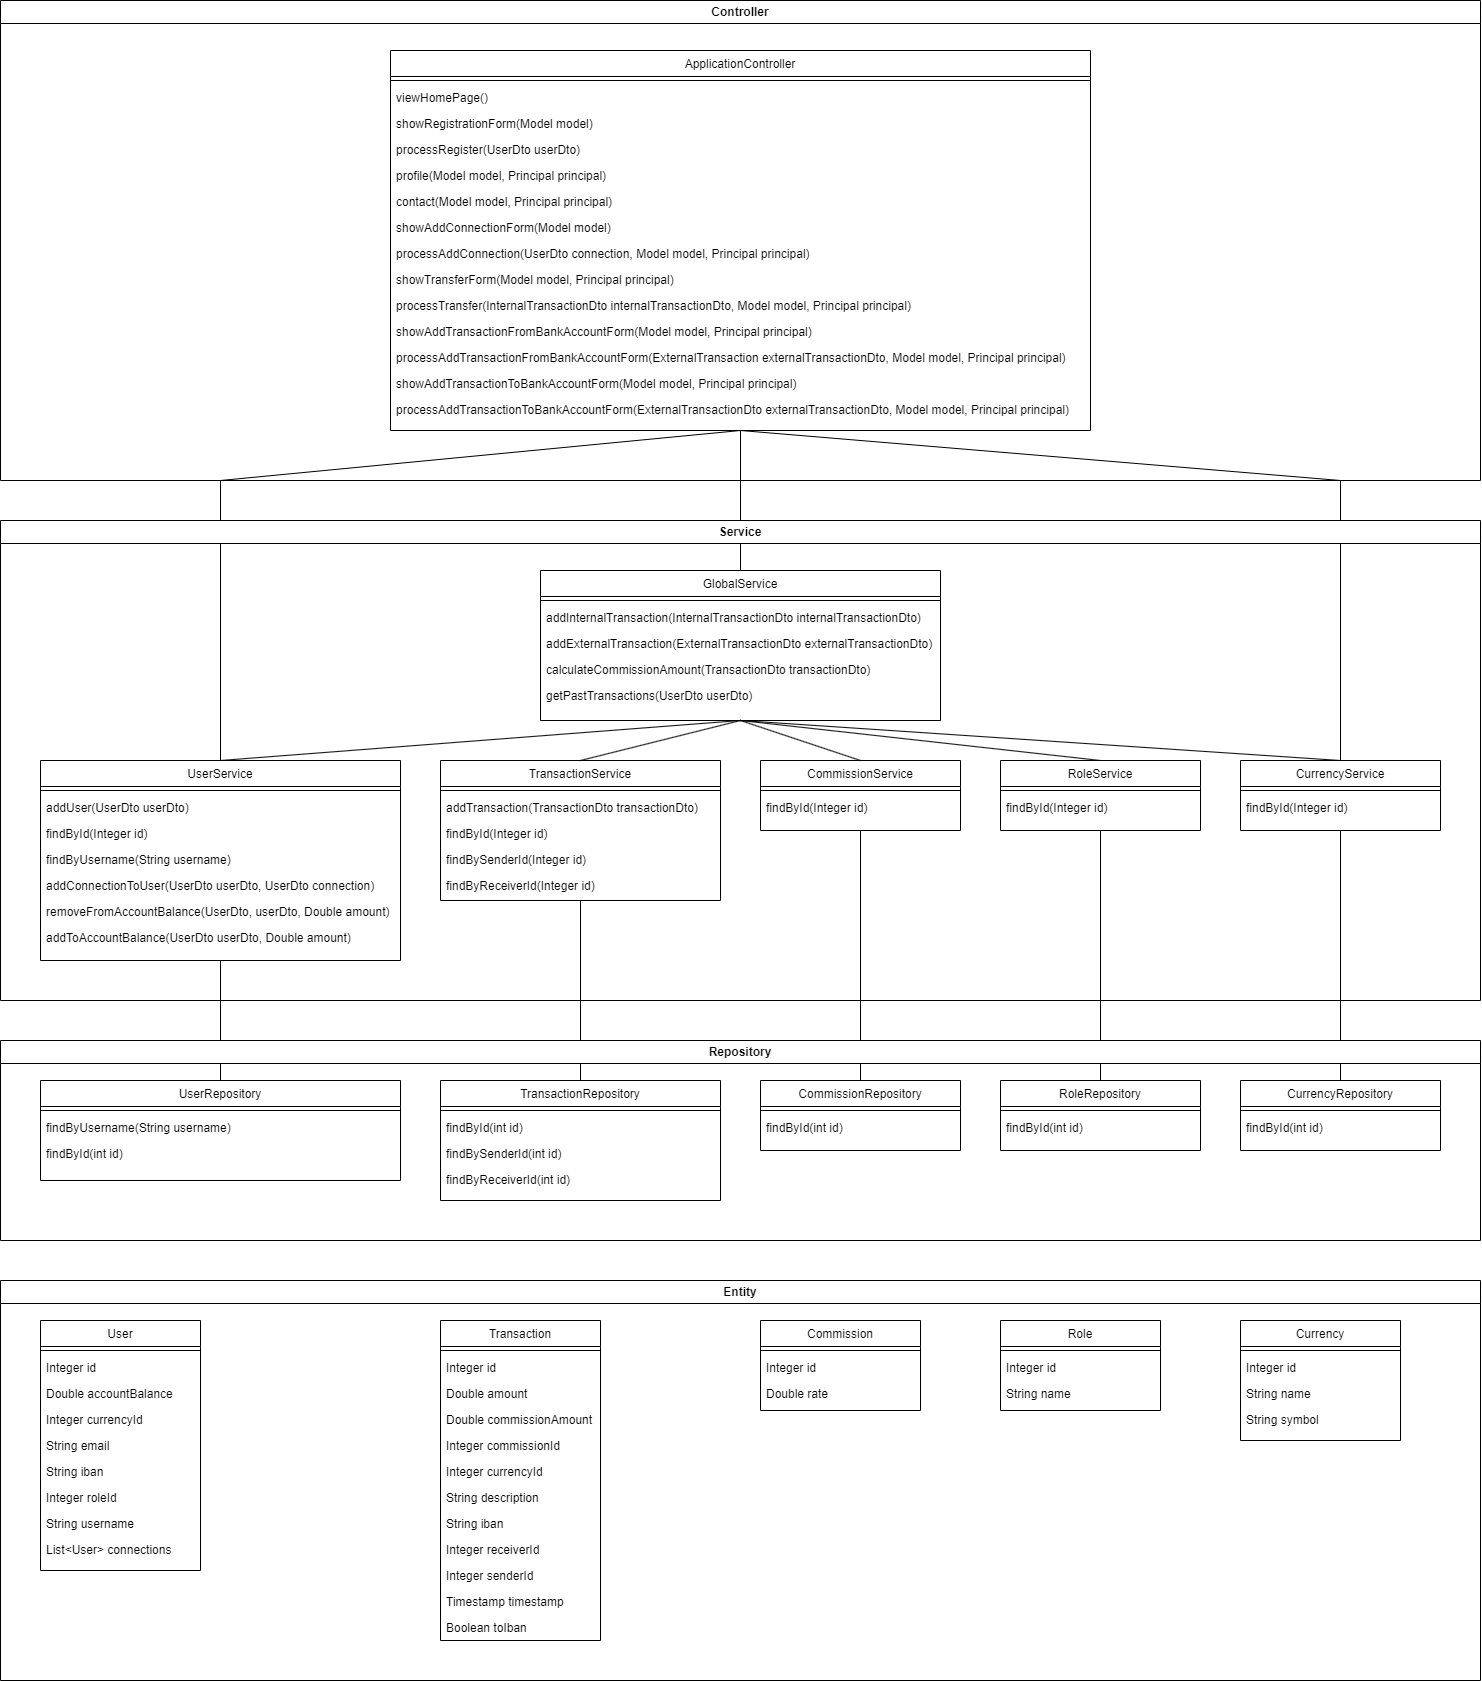 Controller
ApplicationController
viewHomePage()
showRegistrationForm(Model model)
processRegister(UserDto userDto)
profile(Model model, Principal principal)
contact(Model model, Principal principal)
showAddConnectionForm(Model model)
processAddConnection(UserDto connection, Model model, Principal principal)
showTransferForm(Model model, Principal principal)
processTransfer(InternalTransactionDto internalTransactionDto, Model model, Principal principal)
showAddTransactionFromBankAccountForm(Model model, Principal principal)
processAddTransactionFromBankAccountForm(ExternalTransaction externalTransactionDto, Model model, Principal principal)
showAddTransactionToBankAccountForm(Model model, Principal principal)
processAddTransactionToBankAccountForm(ExternalTransactionDto externalTransactionDto, Model model, Principal principal)
Service
GlobalService
addInternalTransaction(InternalTransactionDto internalTransactionDto)
addExternalTransaction(ExternalTransactionDto externalTransactionDto)
calculateCommissionAmount(TransactionDto transactionDto)
getPastTransactions(UserDto userDto)
UserService
addUser(UserDto userDto)
findById(Integer id)
findByUsername(String username)
addConnectionToUser(UserDto userDto, UserDto connection)
removeFromAccountBalance(UserDto, userDto, Double amount)
addToAccountBalance(UserDto userDto, Double amount)
TransactionService
addTransaction(TransactionDto transactionDto)
findById(Integer id)
findBySenderId(Integer id)
findByReceiverId(Integer id)
CommissionService
findById(Integer id)
RoleService
findById(Integer id)
CurrencyService
findById(Integer id)
Repository
UserRepository
findByUsername(String username)
findById(int id)
TransactionRepository
findById(int id)
findBySenderId(int id)
findByReceiverId(int id)
CommissionRepository
findById(int id)
RoleRepository
findById(int id)
CurrencyRepository
findById(int id)
Entity
User
Integer id
Double accountBalance
Integer currencyId
String email
String iban
Integer roleId
String username
List<User> connections
Transaction
Integer id
Double amount
Double commissionAmount
Integer commissionId
Integer currencyId
String description
String iban
Integer receiverId
Integer senderId
Timestamp timestamp
Boolean toIban
Commission
Integer id
Double rate
Role
Integer id
String name
Currency
Integer id
String name
String symbol